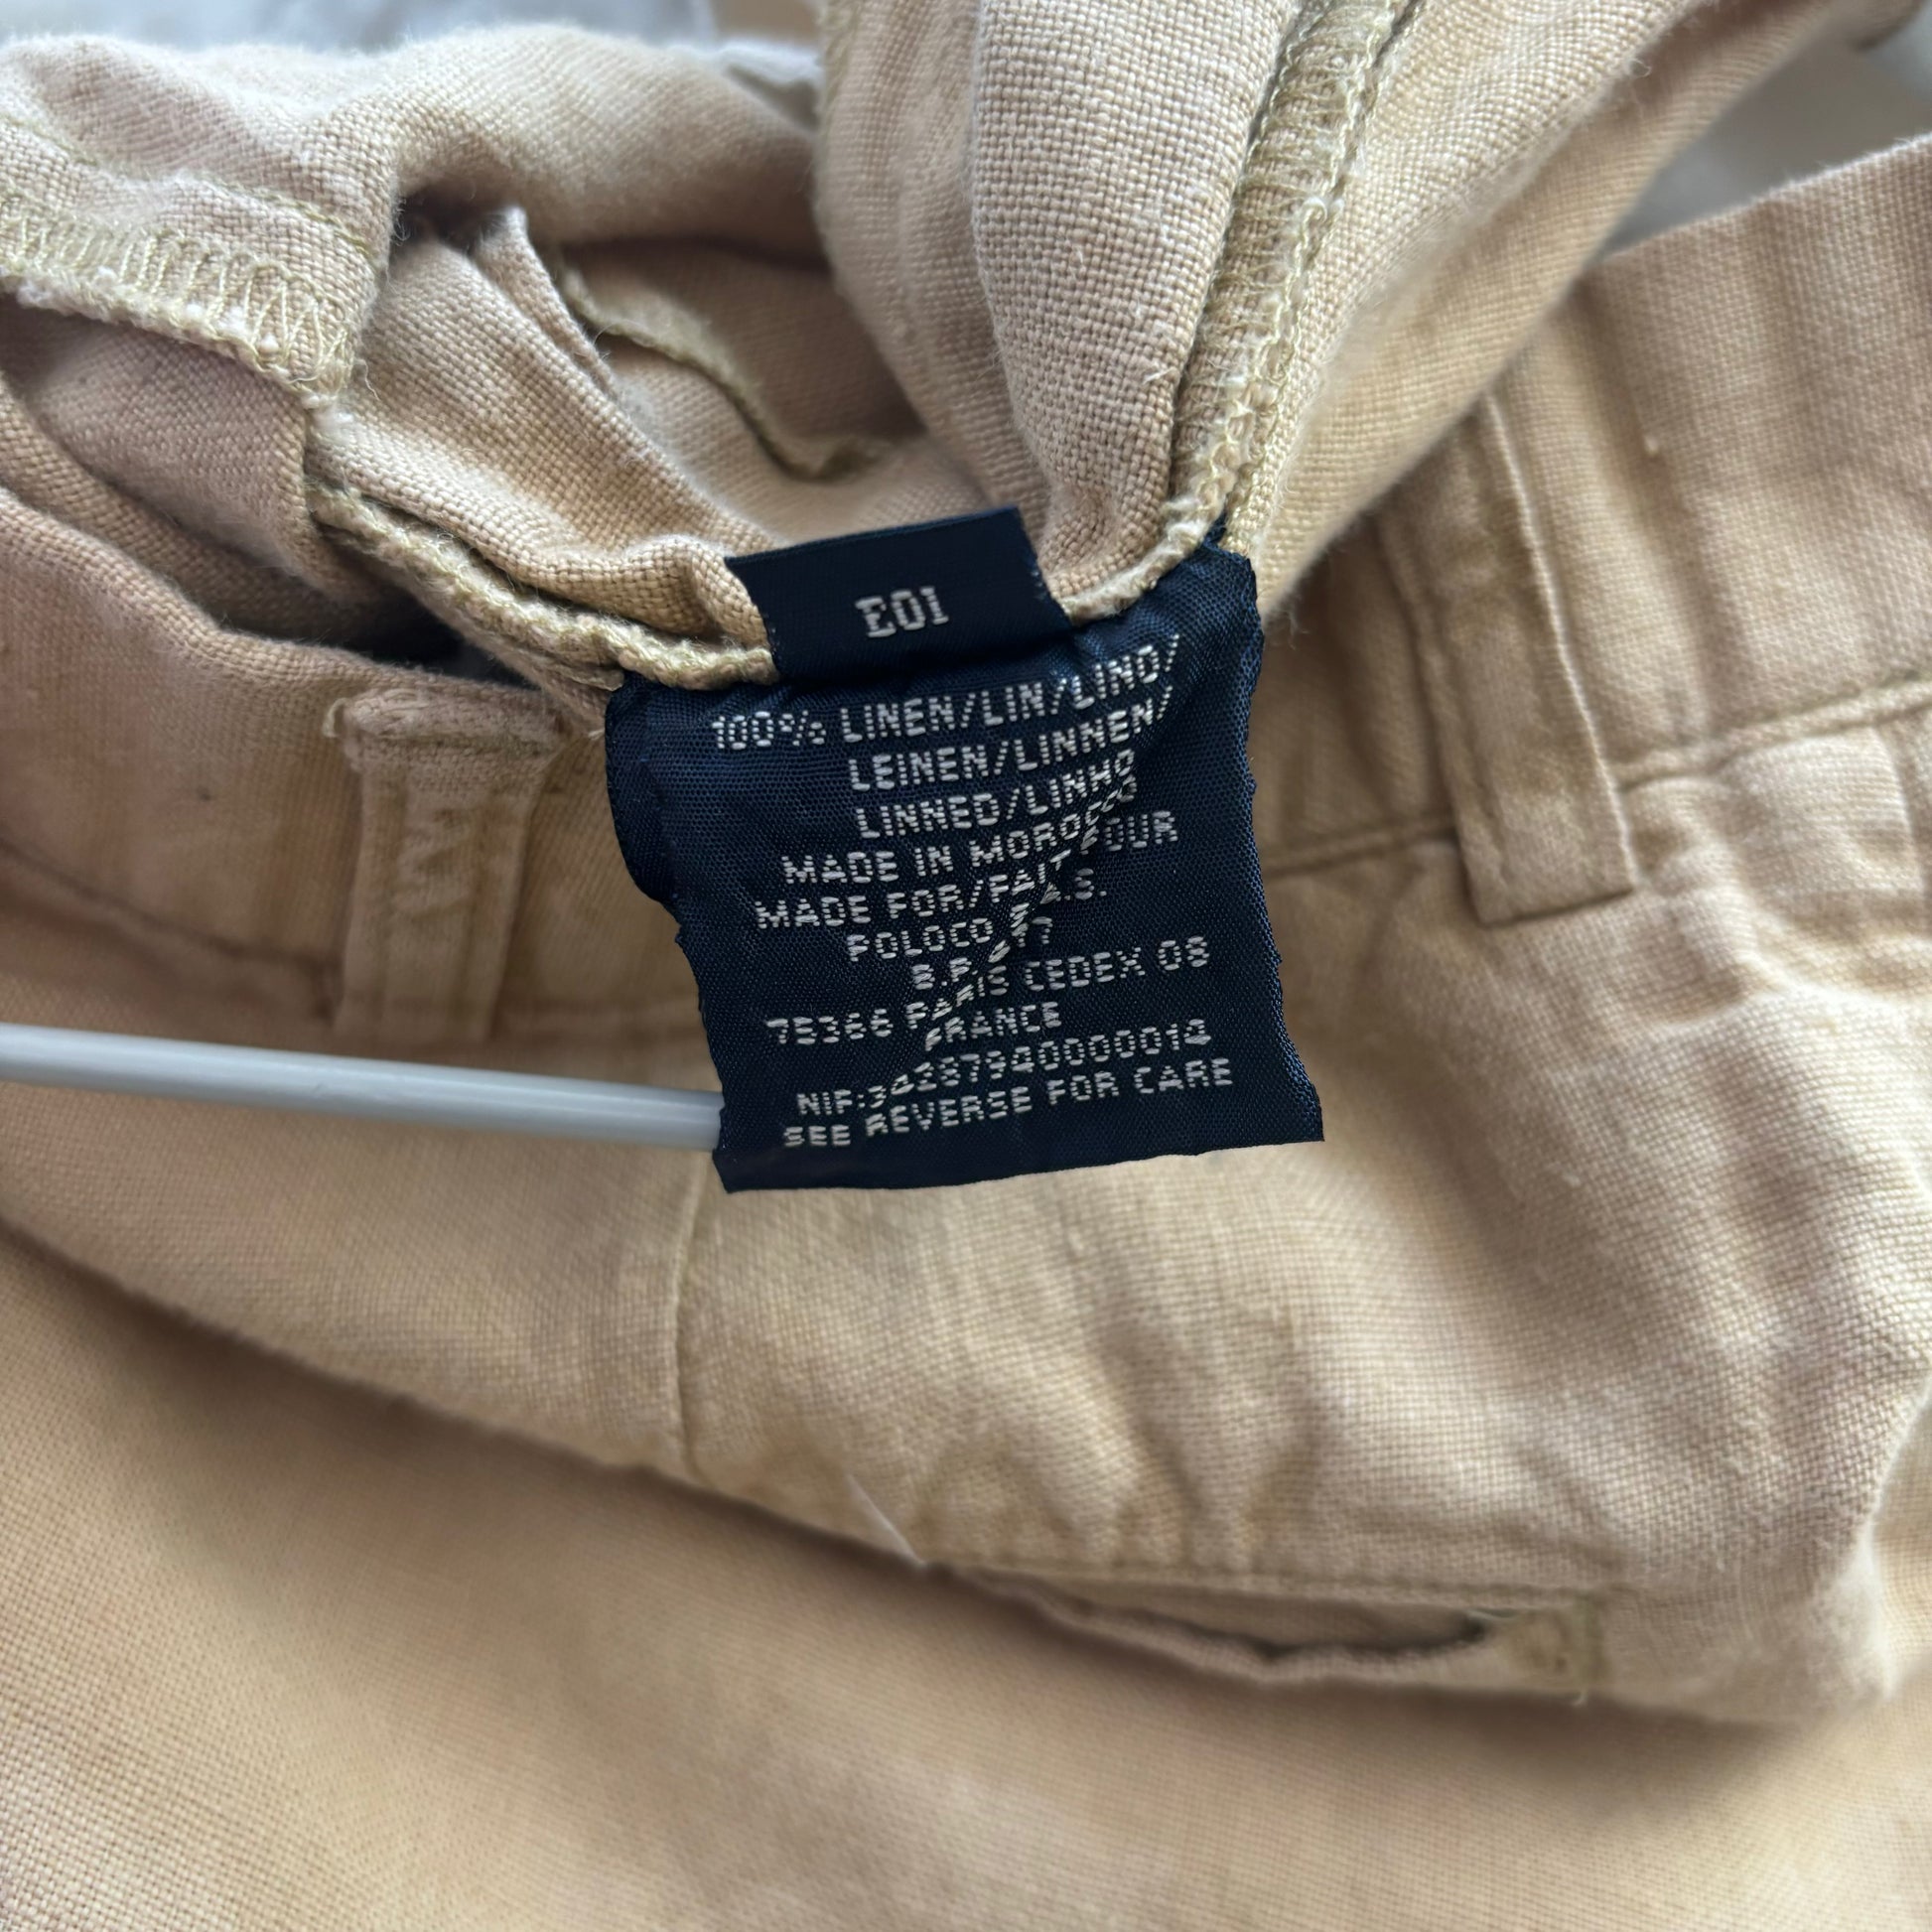 E01
100% LINEN/LIN/LINO/
LEINEN/LINNEN/
LINNED/LINHO
MADE IN MOROCCO
MADE FOR/FAIT POUR
POLOCO S.A.S.
B.P.
75366 PARIS CEDEX 08
FRANCE
SEE REVERSE FOR CARE